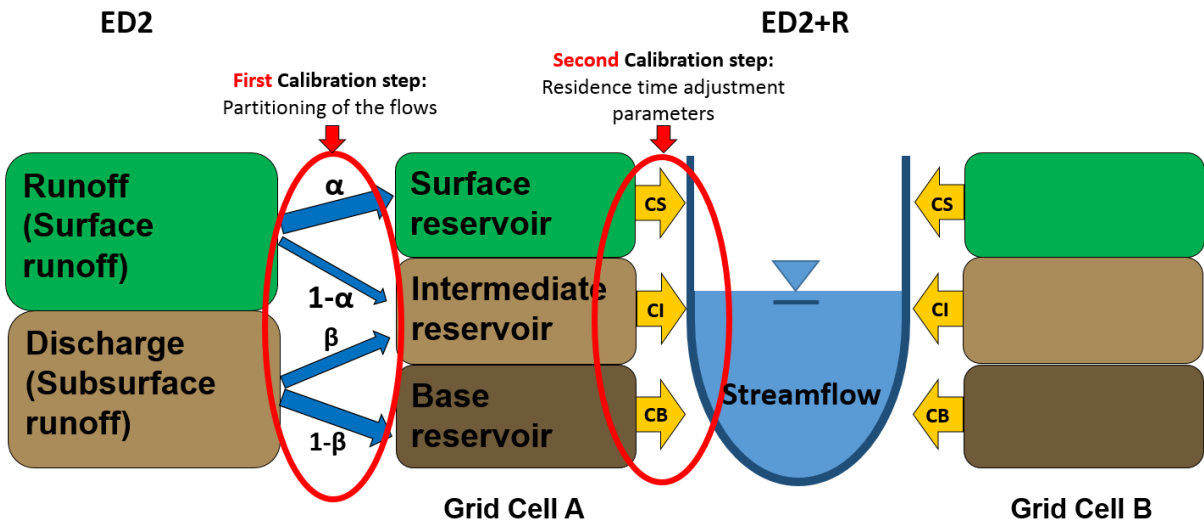 ED2
ED2+R
First Calibration step:
Partitioning of the flows
Second Calibration step:
Residence time adjustment
parameters
Runoff
(Surface
runoff)
Discharge
(Subsurface
runoff)
α
1-α
β
1-β
Surface
reservoir
Intermediate
reservoir
Base
reservoir
CS
CI
CB
Streamflow
CS
CI
CB
Grid Cell A
Grid Cell B